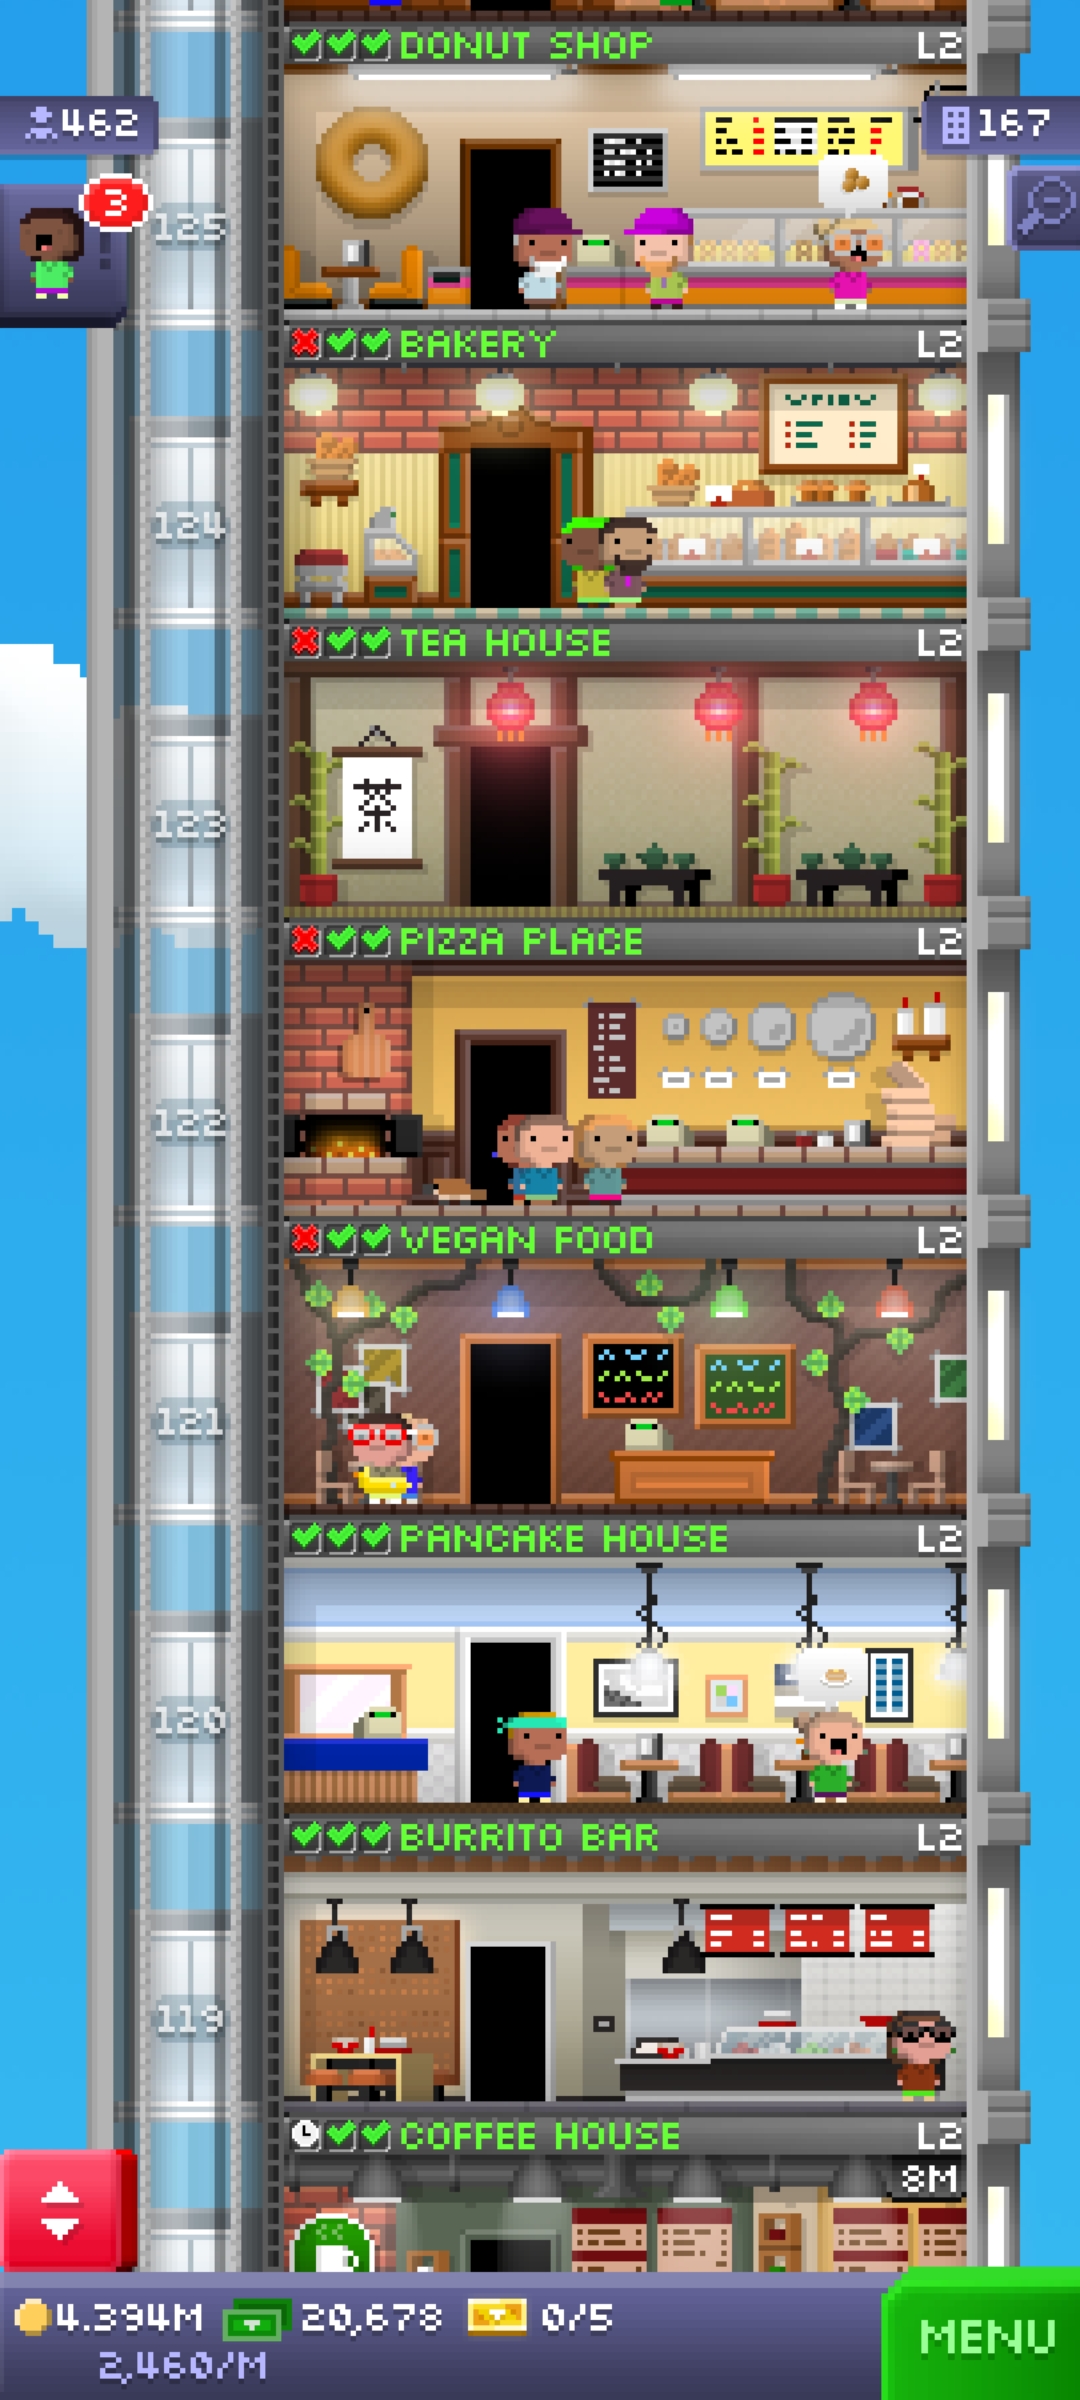 DONUT SHOP L2
462
167
3
125
BAKERY L2
124
TEA HOUSE L2
茶
123
PIZZA PLACE L2
122
VEGAN FOOD L2
121
PANCAKE HOUSE L2
120
BURRITO BAR L2
119
COFFEE HOUSE L2
8M
4.394M 20,678 0/5
MENU
2,460/M